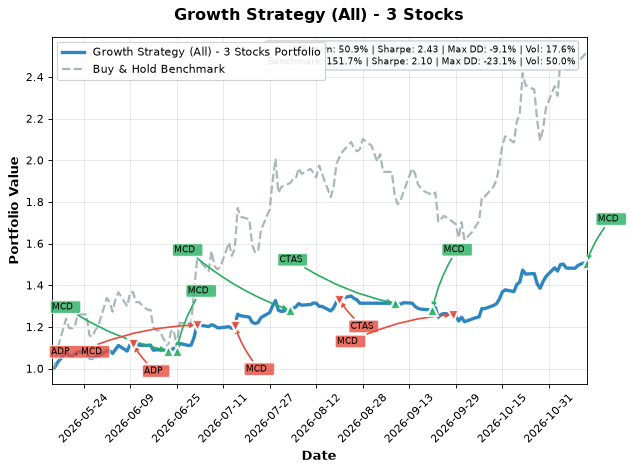 Growth Strategy (All) - 3 Stocks
Growth Strategy (All) - 3 Stocks Portfolio
Buy & Hold Benchmark
50.9% | Sharpe: 2.43 | Max DD: -9.1% | Vol: 17.6%
151.7% | Sharpe: 2.10 | Max DD: -23.1% | Vol: 50.0%
Portfolio Value
2.4
2.2
2.0
1.8
1.6
1.4
1.2
1.0
MCD
MCD
MCD
CTAS
MCD
MCD
ADP
MCD
ADP
MCD
CTAS
MCD
2026-05-24
2026-06-09
2026-06-25
2026-07-11
2026-07-27
2026-08-12
2026-08-28
2026-09-13
2026-09-29
2026-10-15
2026-10-31
Date